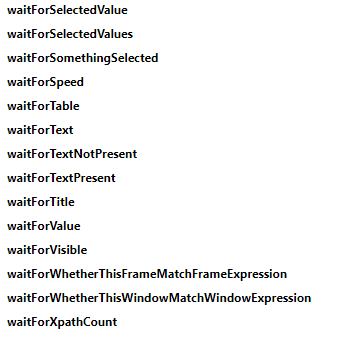 waitForSelectedValue
waitForSelectedValues
waitForSomethingSelected
waitForSpeed
waitForTable
waitForText
waitForTextNotPresent
waitForTextPresent
waitForTitle
waitForValue
waitForVisible
waitForWhetherThisFrameMatchFrameExpression
waitForWhetherThisWindowMatchWindowExpression
waitForXpathCount